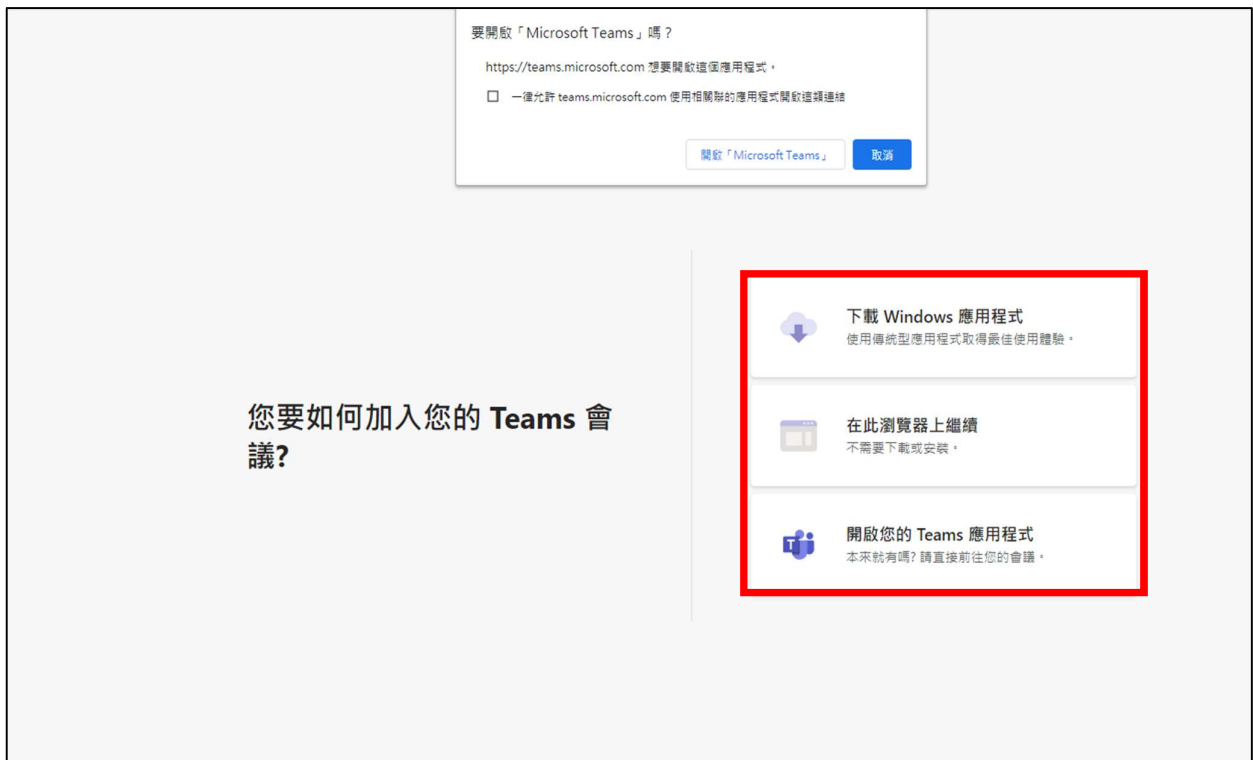 要開啟「Microsoft Teams」嗎？
https://teams.microsoft.com 想要開啟這個應用程式。
一律允許 teams.microsoft.com 使用相關聯的應用程式開啟這類連結
開啟「Microsoft Teams」
取消
您要如何加入您的 Teams 會
議?
下載 Windows 應用程式
使用傳統型應用程式取得最佳使用體驗。
在此瀏覽器上繼續
不需要下載或安裝。
開啟您的 Teams 應用程式
本來就有嗎? 請直接前往您的會議。